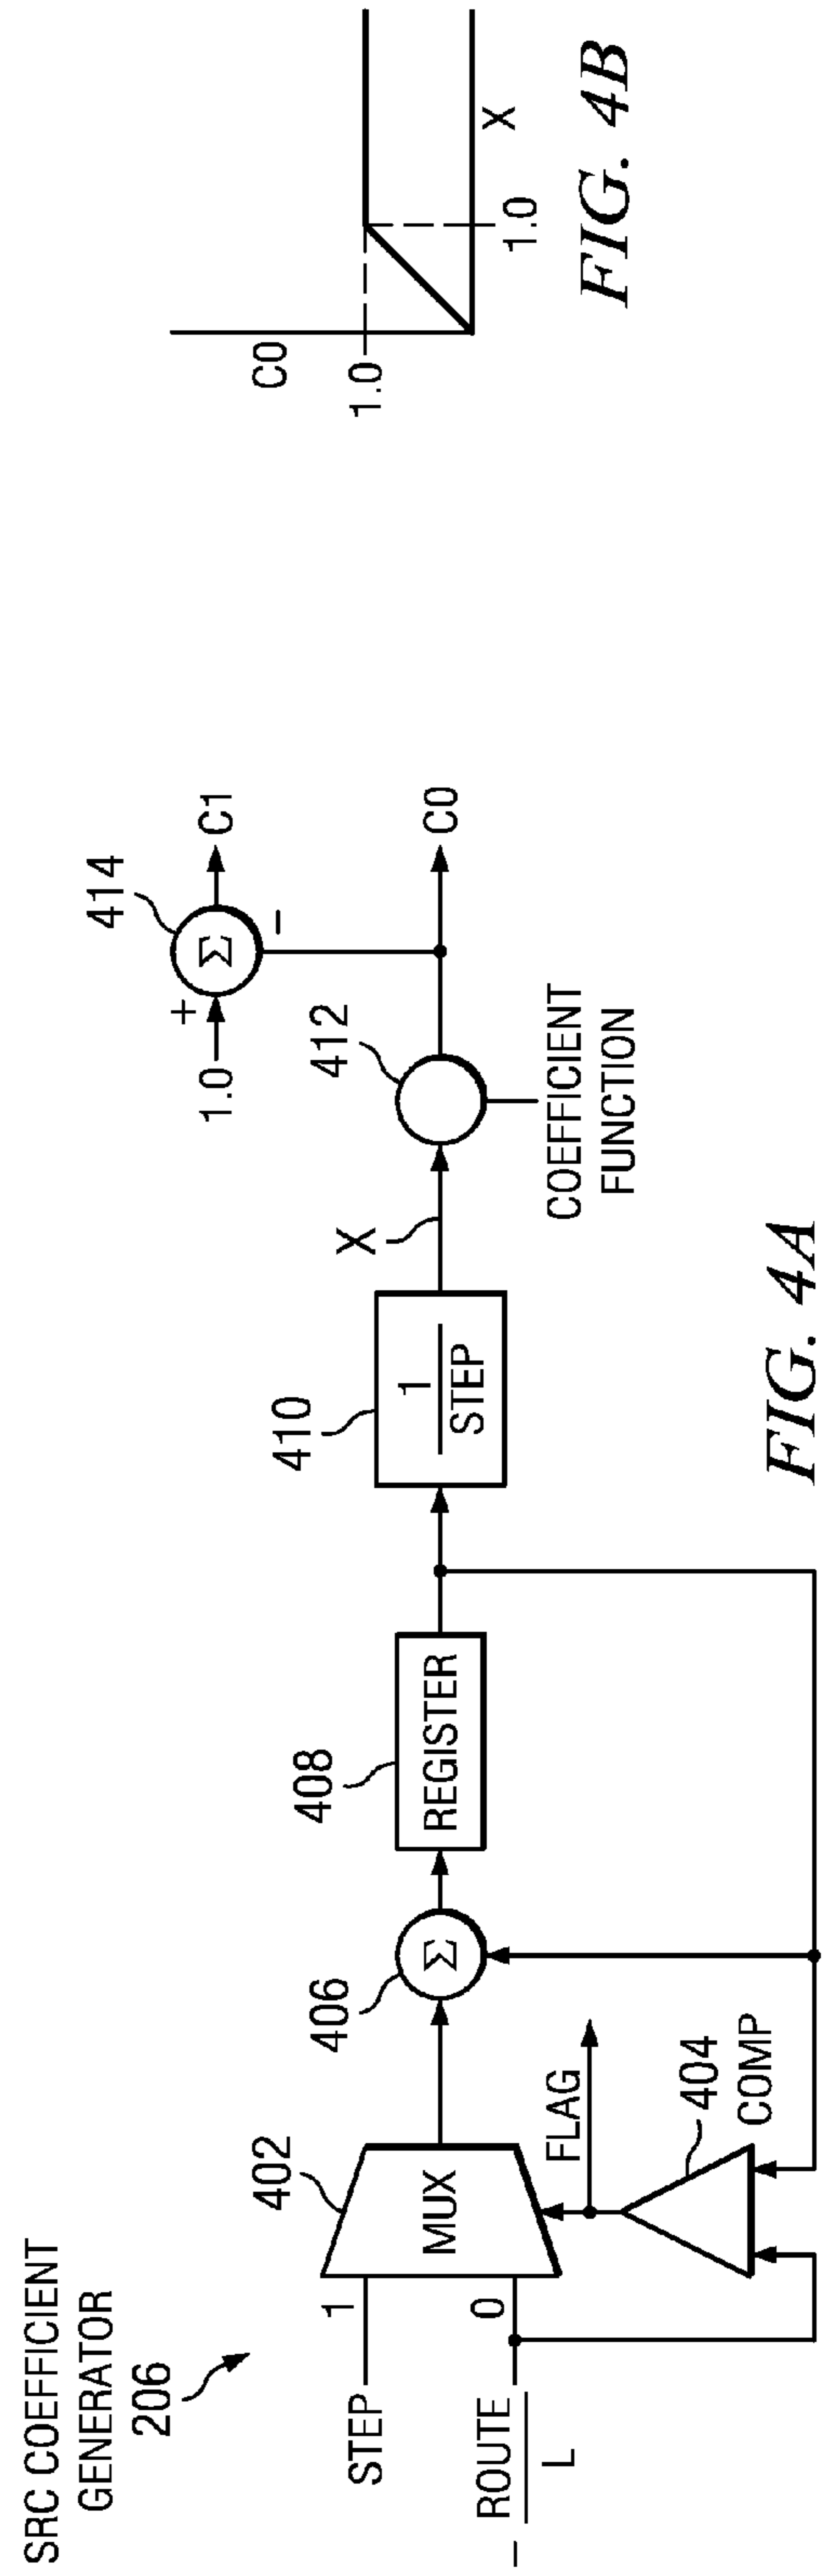 SRC COEFFICIENT
GENERATOR
206
STEP
1
0
– ROUTE
L
402
MUX
FLAG
404
COMP
406
Σ
408
REGISTER
410
1
STEP
X
412
COEFFICIENT
FUNCTION
1.0
+
Σ
–
414
C1
C0
FIG. 4A
C0
1.0
1.0
X
FIG. 4B